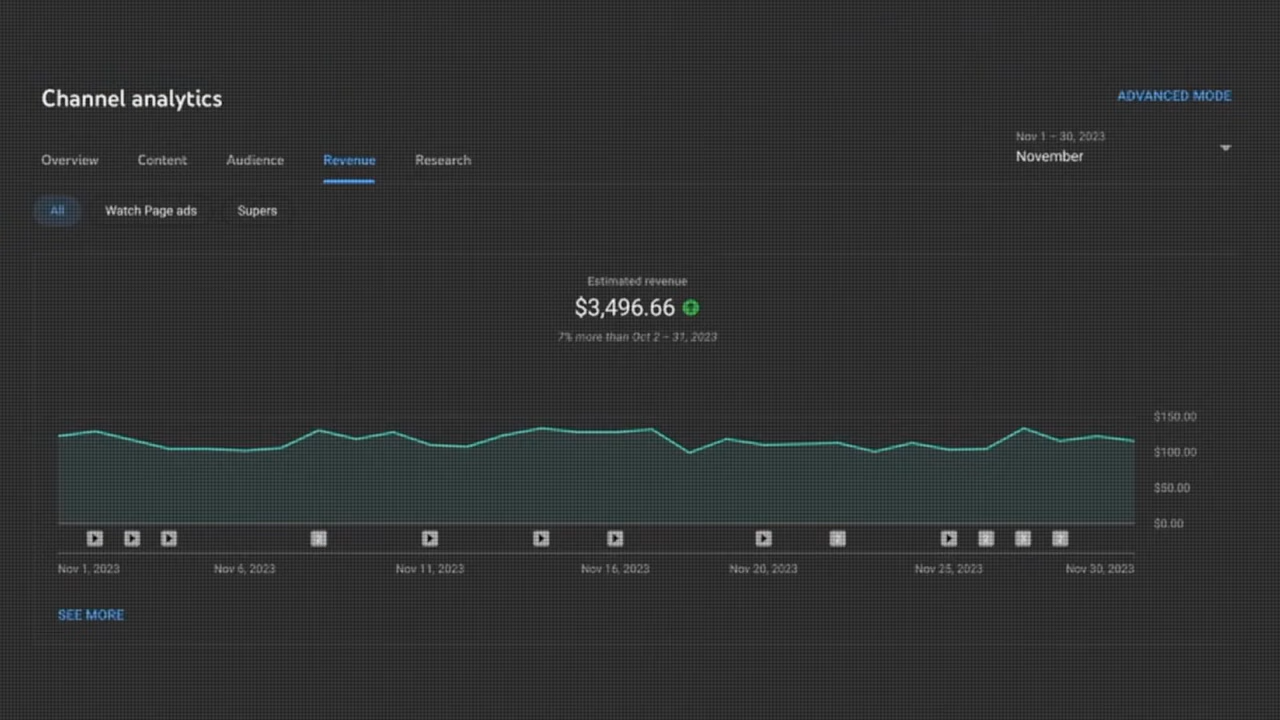 Channel analytics
ADVANCED MODE
Nov 1 – 30, 2023
November
Overview Content Audience Revenue Research
All Watch Page ads Supers
Estimated revenue
$3,496.66
7% more than Oct 2 – 31, 2023
$150.00
$100.00
$50.00
$0.00
Nov 1, 2023 Nov 6, 2023 Nov 11, 2023 Nov 16, 2023 Nov 20, 2023 Nov 25, 2023 Nov 30, 2023
SEE MORE